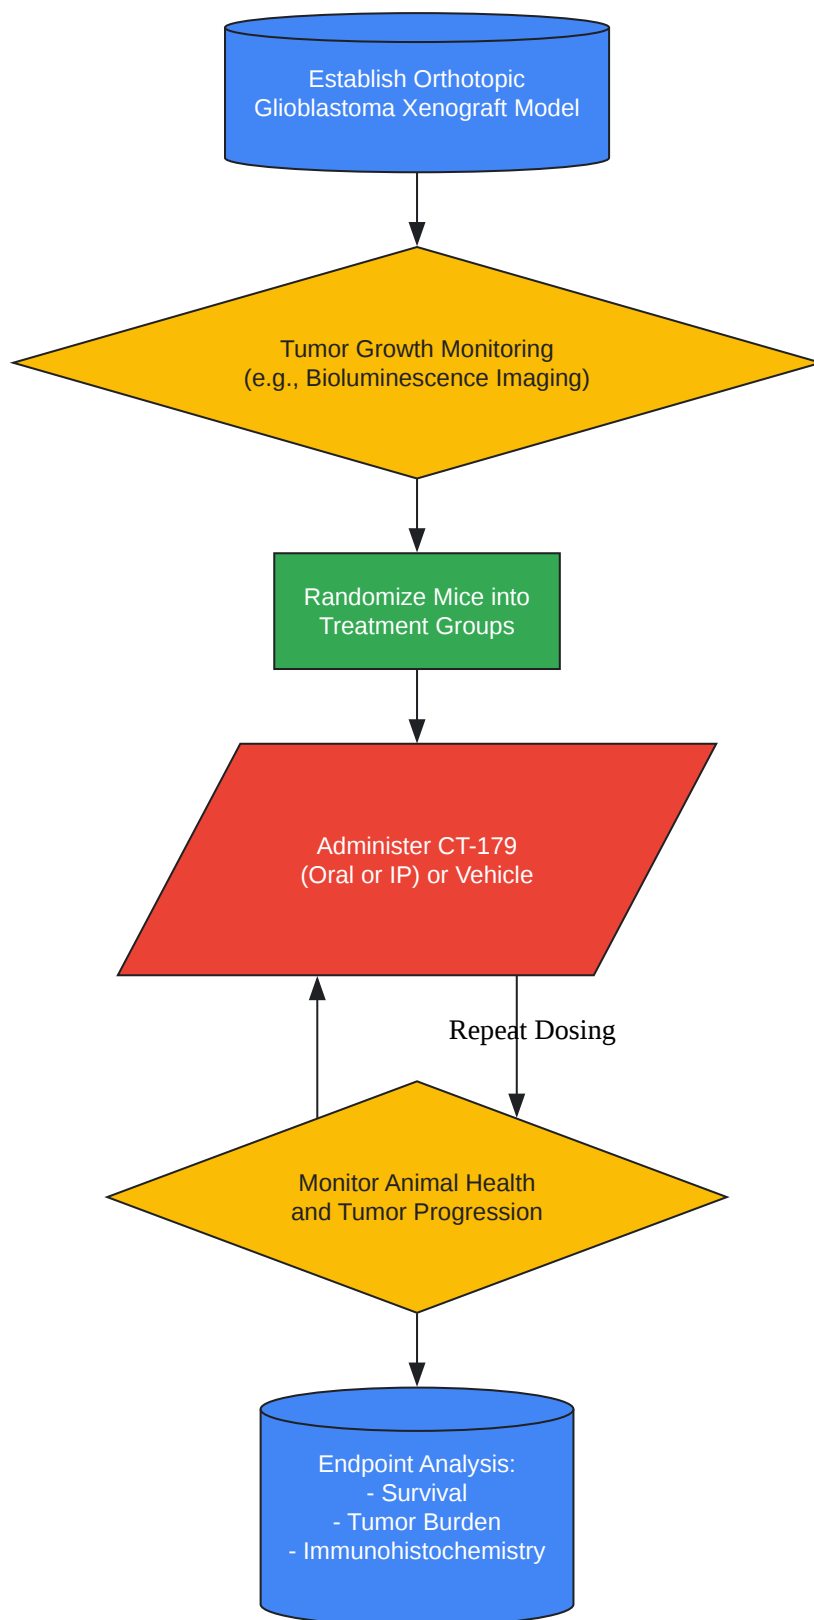 Establish Orthotopic
Glioblastoma Xenograft Model
Tumor Growth Monitoring
(e.g., Bioluminescence Imaging)
Randomize Mice into
Treatment Groups
Administer CT-179
(Oral or IP) or Vehicle
Repeat Dosing
Monitor Animal Health
and Tumor Progression
Endpoint Analysis:
- Survival
- Tumor Burden
- Immunohistochemistry